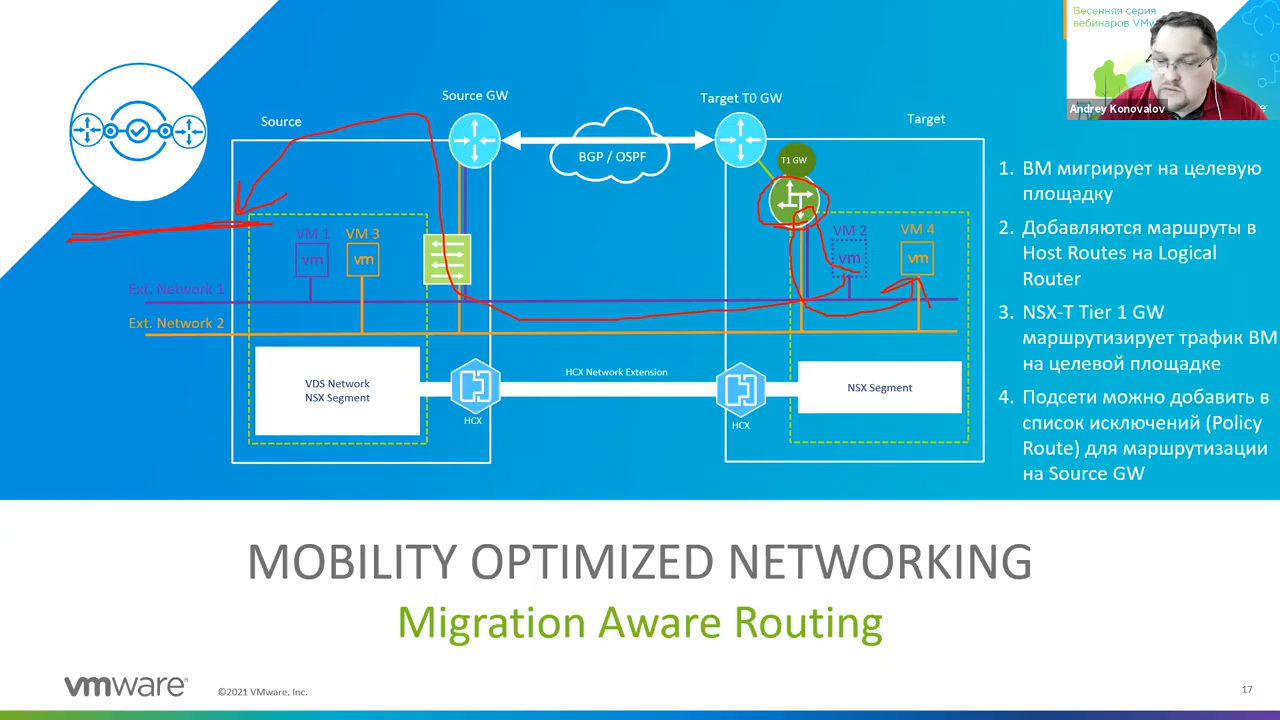 Весенняя серия
вебинаров VMw
Andrey Konovalov
Source GW
Target T0 GW
Source
Target
BGP / OSPF
T1 GW
VM 1
VM 3
VM 2
VM 4
vm
vm
vm
vm
Ext. Network 1
Ext. Network 2
VDS Network
NSX Segment
HCX Network Extension
NSX Segment
HCX
HCX
1. ВМ мигрирует на целевую
площадку
2. Добавляются маршруты в
Host Routes на Logical
Router
3. NSX-T Tier 1 GW
маршрутизирует трафик ВМ
на целевой площадке
4. Подсети можно добавить в
список исключений (Policy
Route) для маршрутизации
на Source GW
MOBILITY OPTIMIZED NETWORKING
Migration Aware Routing
vmware®
©2021 VMware, Inc.
17